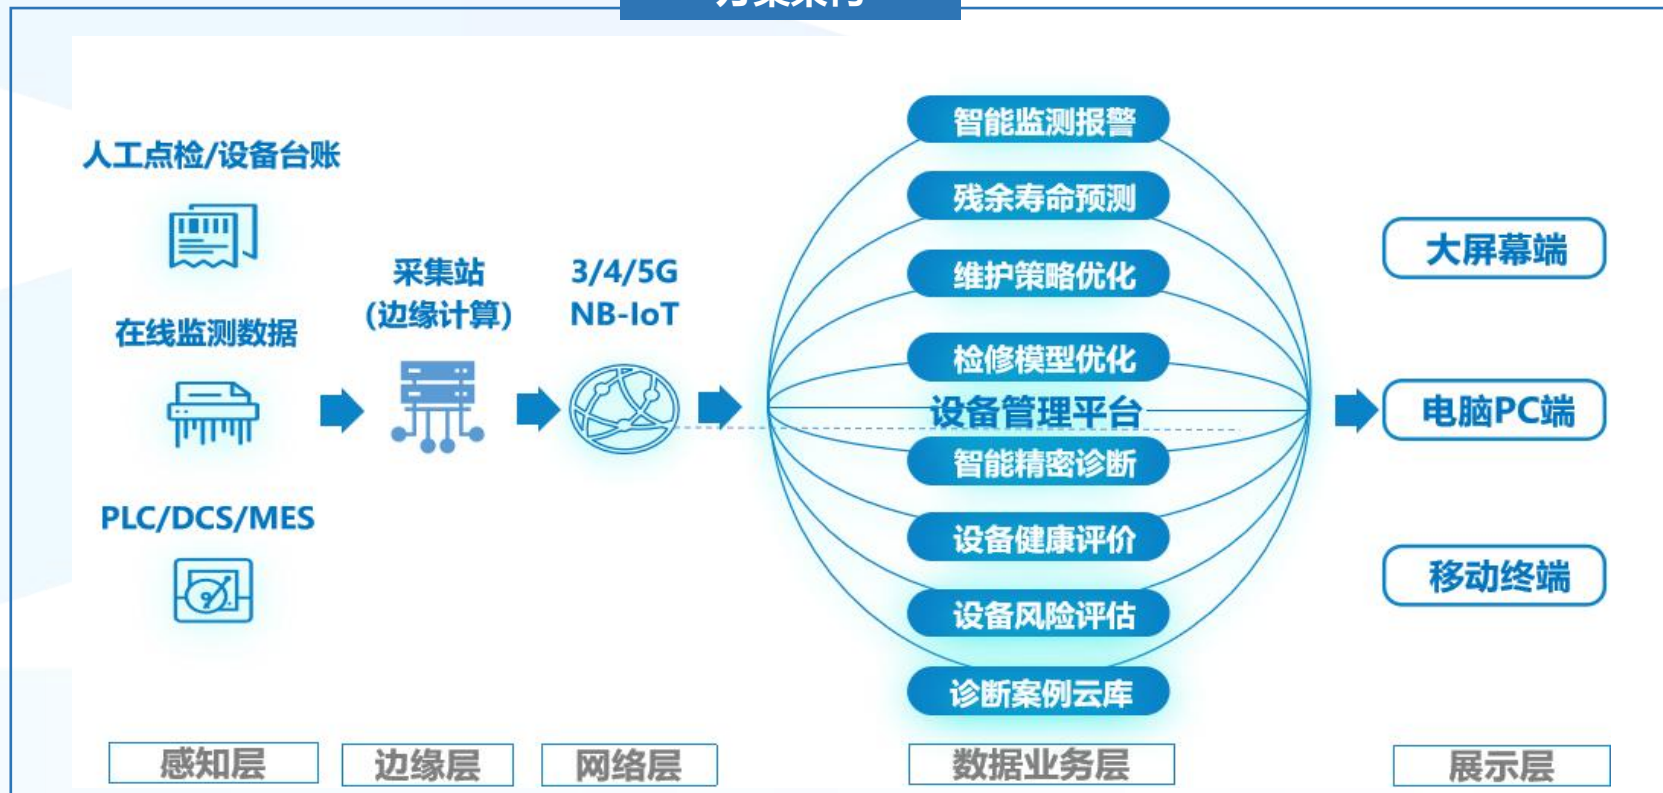 人工点检/设备台账
在线监测数据
PLC/DCS/MES
采集站
(边缘计算)
3/4/5G
NB-IoT
智能监测报警
残余寿命预测
维护策略优化
检修模型优化
设备管理平台
智能精密诊断
设备健康评价
设备风险评估
诊断案例云库
大屏幕端
电脑PC端
移动终端
感知层
边缘层
网络层
数据业务层
展示层